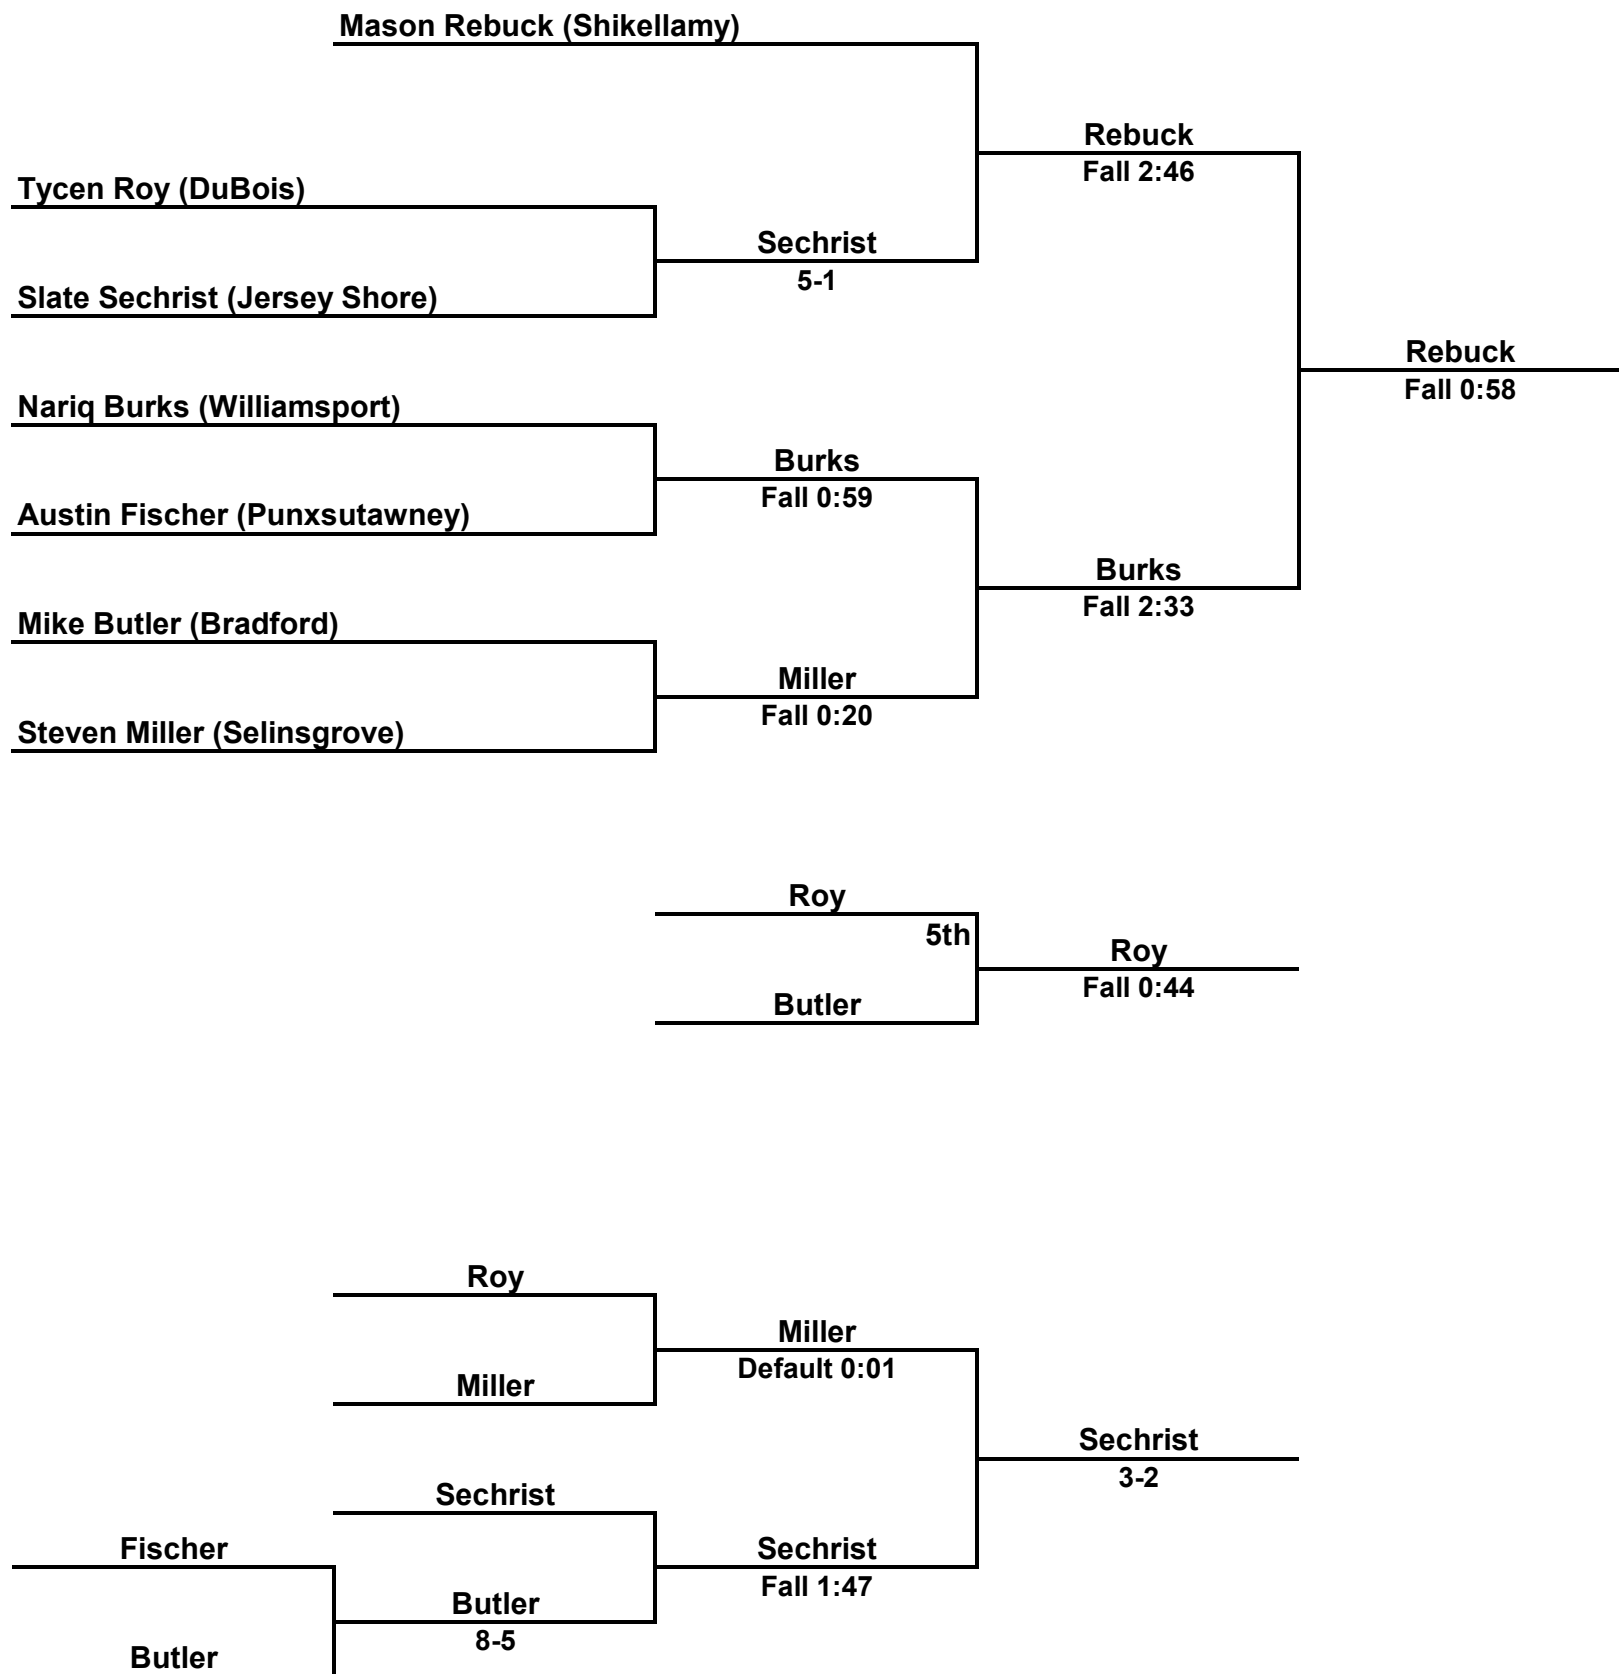 Mason Rebuck (Shikellamy)
Rebuck
Fall 2:46
Tycen Roy (DuBois)
Sechrist
5-1
Slate Sechrist (Jersey Shore)
Rebuck
Fall 0:58
Nariq Burks (Williamsport)
Burks
Fall 0:59
Austin Fischer (Punxsutawney)
Burks
Fall 2:33
Mike Butler (Bradford)
Miller
Fall 0:20
Steven Miller (Selinsgrove)
Roy
5th
Roy
Fall 0:44
Butler
Roy
Miller
Default 0:01
Miller
Sechrist
3-2
Sechrist
Fischer
Sechrist
Fall 1:47
Butler
8-5
Butler